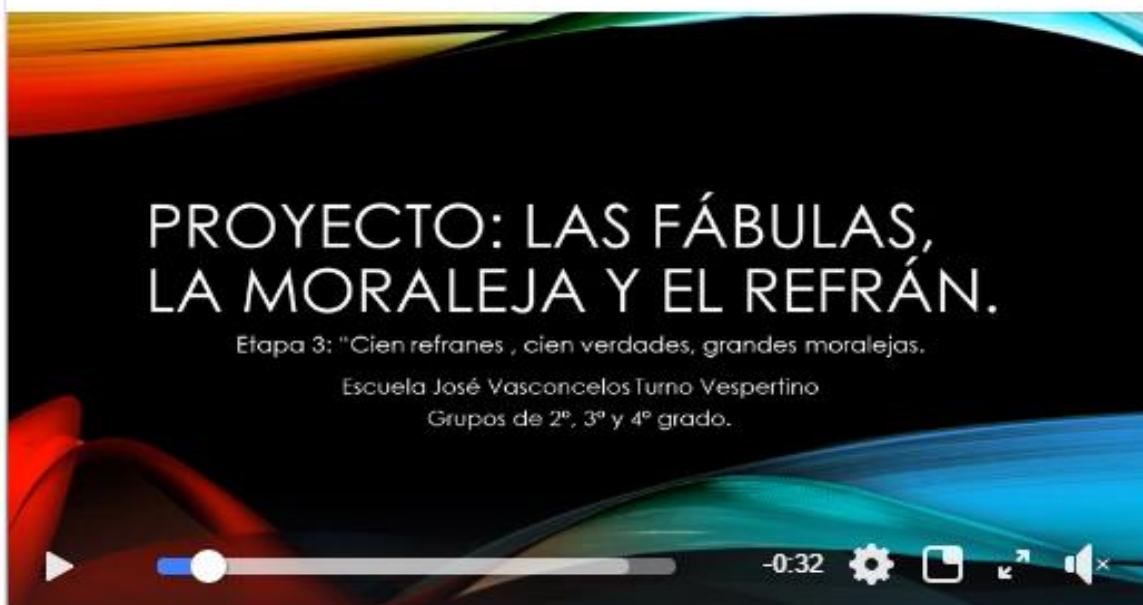 PROYECTO: LAS FÁBULAS,
LA MORALEJA Y EL REFRÁN.
Etapa 3: "Cien refranes , cien verdades, grandes moralejas.
Escuela José Vasconcelos Turno Vespertino
Grupos de 2º, 3º y 4º grado.
-0:32